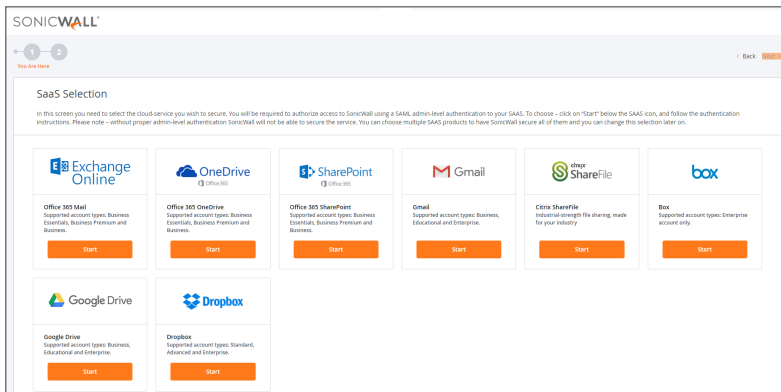 SONICWALL
1 2
You Are Here
< Back Next
SaaS Selection
In this screen you need to select the cloud-service you wish to secure. You will be required to authorize access to SonicWall using a SAML admin-level authentication to your SAAS. To choose – click on "Start" below the SAAS icon, and follow the authentication
instructions. Please note – without proper admin-level authentication SonicWall will not be able to secure the service. You can choose multiple SAAS products to have SonicWall secure all of them and you can change this selection later on.
E Exchange
Online
Office 365 Mail
Supported account types: Business
Essentials, Business Premium and
Business.
Start
OneDrive
Office 365
Office 365 OneDrive
Supported account types: Business
Essentials, Business Premium and
Business.
Start
S SharePoint
Office 365
Office 365 SharePoint
Supported account types: Business
Essentials, Business Premium and
Business.
Start
Gmail
Gmail
Supported account types: Business,
Educational and Enterprise.
Start
citrix
ShareFile
Citrix ShareFile
Industrial-strength file sharing, made
for your industry
Start
box
Box
Supported account types: Enterprise
account only.
Start
Google Drive
Google Drive
Supported account types: Business,
Educational and Enterprise.
Start
Dropbox
Dropbox
Supported account types: Standard,
Advanced and Enterprise.
Start